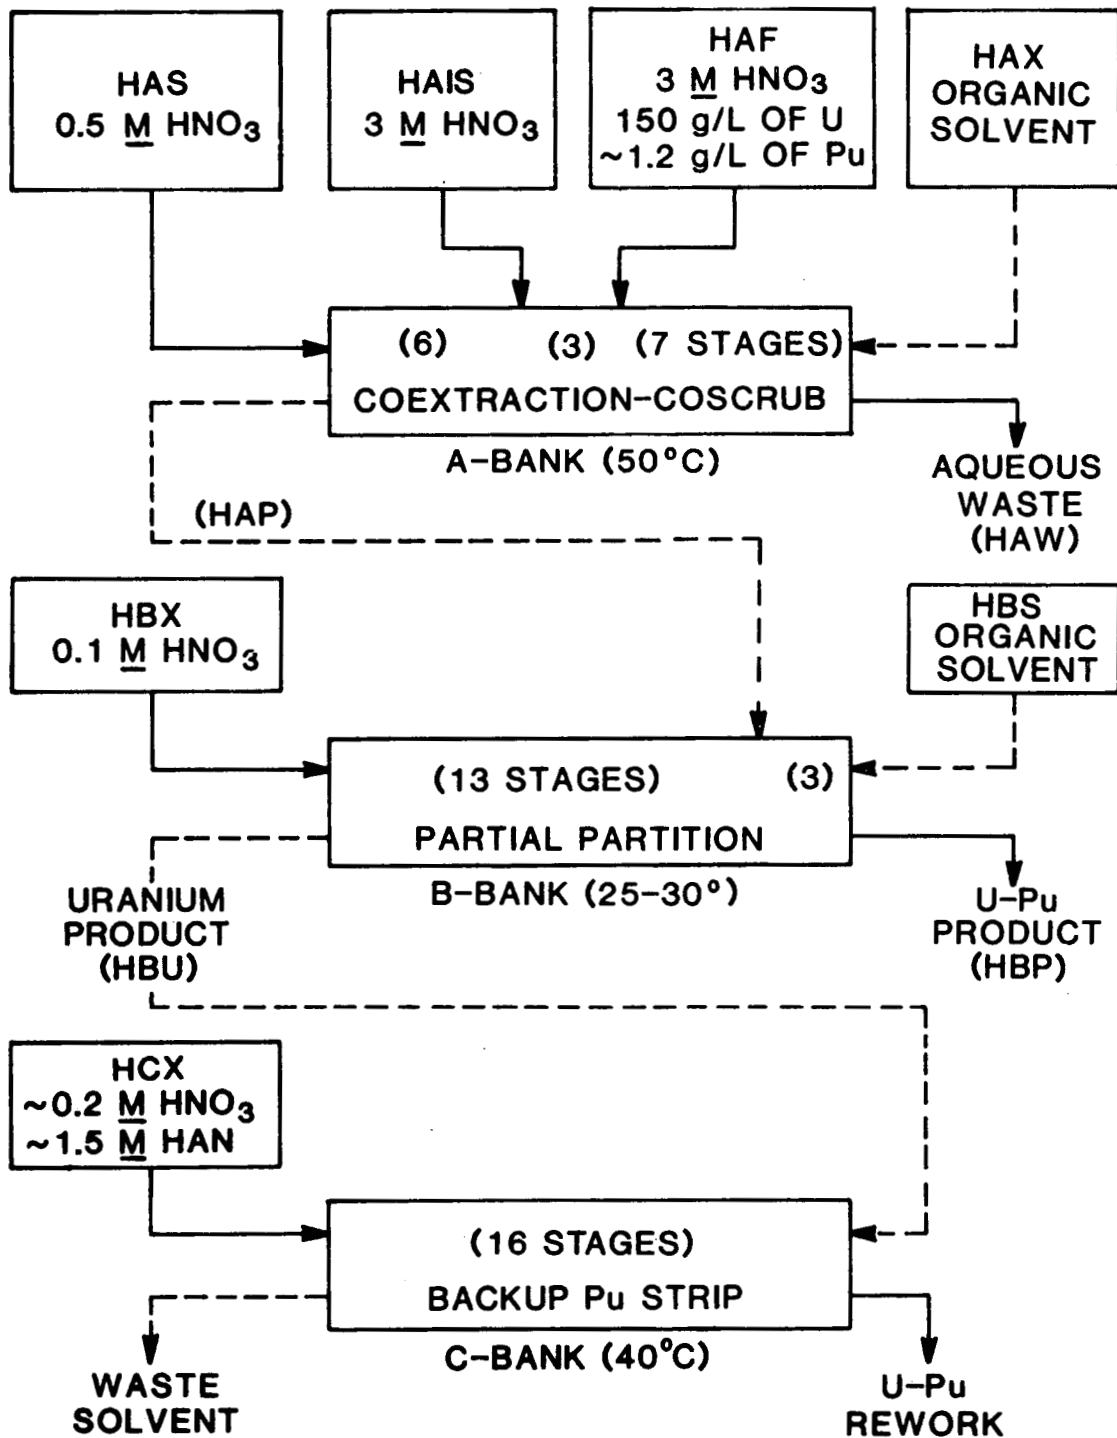 HAS
0.5 M HNO3
HAIS
3 M HNO3
HAF
3 M HNO3
150 g/L OF U
~1.2 g/L OF Pu
HAX
ORGANIC
SOLVENT
(6) (3) (7 STAGES)
COEXTRACTION-COSCRUB
A-BANK (50°C)
(HAP)
AQUEOUS
WASTE
(HAW)
HBX
0.1 M HNO3
HBS
ORGANIC
SOLVENT
(13 STAGES) (3)
PARTIAL PARTITION
B-BANK (25-30°)
URANIUM
PRODUCT
(HBU)
U-Pu
PRODUCT
(HBP)
HCX
~0.2 M HNO3
~1.5 M HAN
(16 STAGES)
BACKUP Pu STRIP
C-BANK (40°C)
WASTE
SOLVENT
U-Pu
REWORK